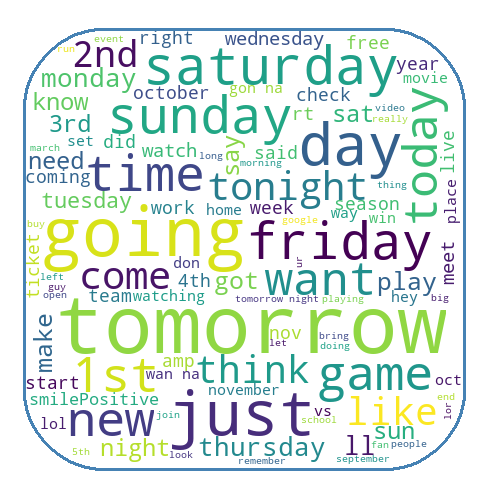 event
2nd
right
wednesday
free
run
saturday
year
monday
october
gon na
check
movie
know
sunday
rt
sat
video
3rd
set
did
say
said
day
really
today
live
need
time
watch
long
morning
march
coming
tonight
thing
place
tuesday
work
home
week
season
way
win
buy
going
friday
google
ticket
come
don
ur
want
play
meet
left
guy
open
team
watching
4th
got
tomorrow night
playing
hey
big
tomorrow
make
nov
let
bring
doing
amp
wan na
think
game
start
1st
november
vs
oct
smilePositive
join
school
like
end
lor
lol
new
just
ll
sun
fan
people
5th
night
look
thursday
remember
september